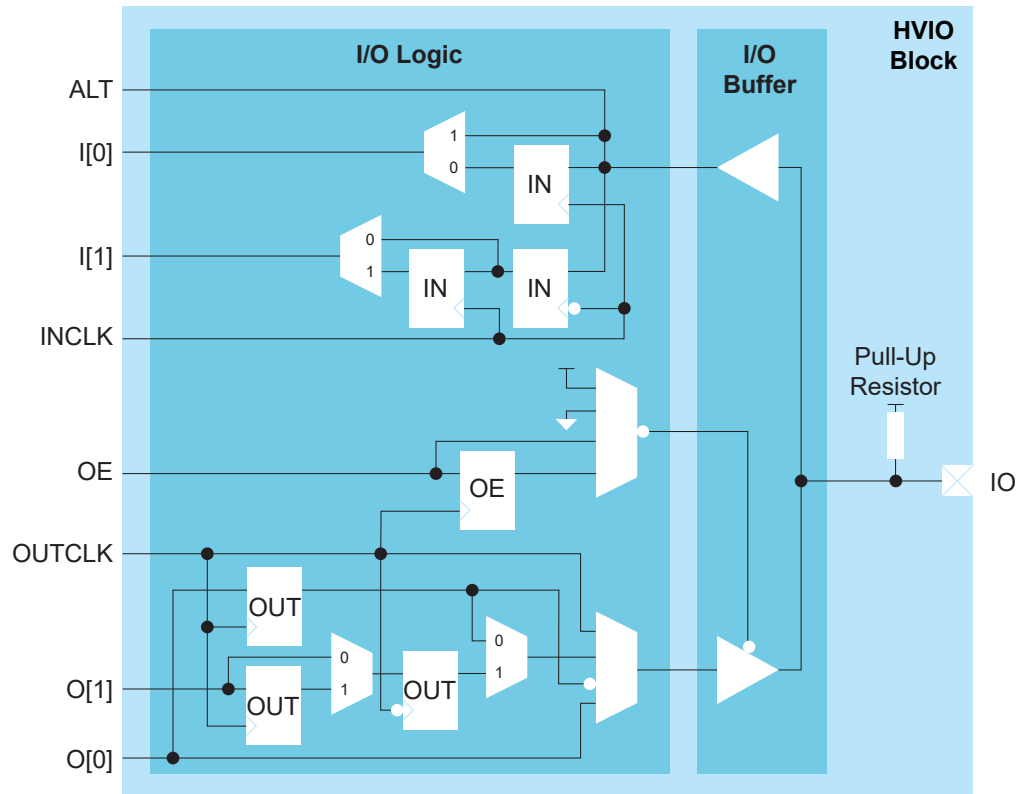 HVIO
Block
I/O Logic
I/O
Buffer
ALT
I[0]
1
0
IN
I[1]
0
1
IN
IN
INCLK
Pull-Up
Resistor
OE
OE
IO
OUTCLK
OUT
0
1
0
1
O[1]
OUT
OUT
O[0]